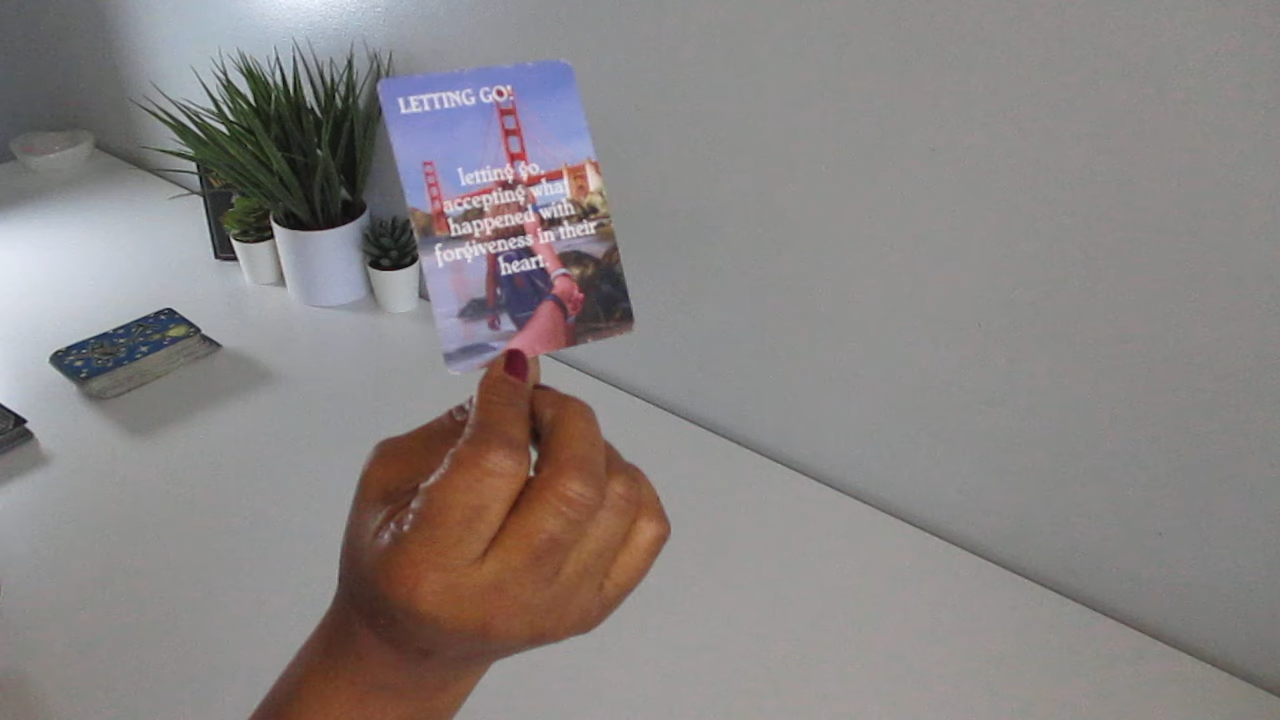 LETTING GO!
letting go,
accepting what
happened with
forgiveness in their
heart.